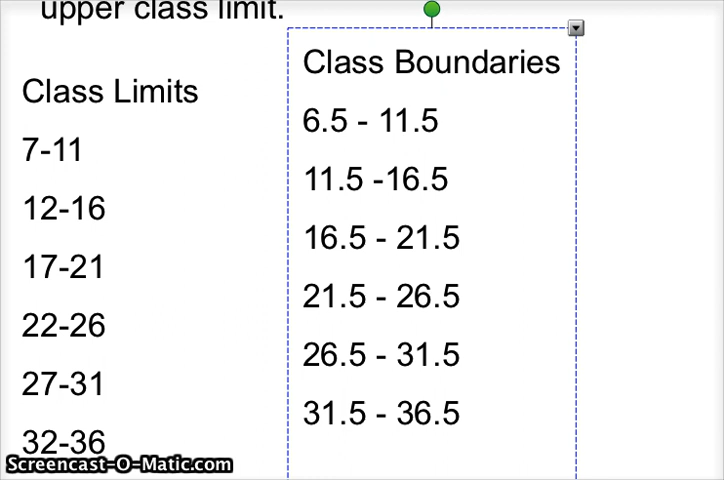 upper class limit.
Class Limits
7-11
12-16
17-21
22-26
27-31
32-36
Class Boundaries
6.5 - 11.5
11.5 -16.5
16.5 - 21.5
21.5 - 26.5
26.5 - 31.5
31.5 - 36.5
Screencast-O-Matic.com